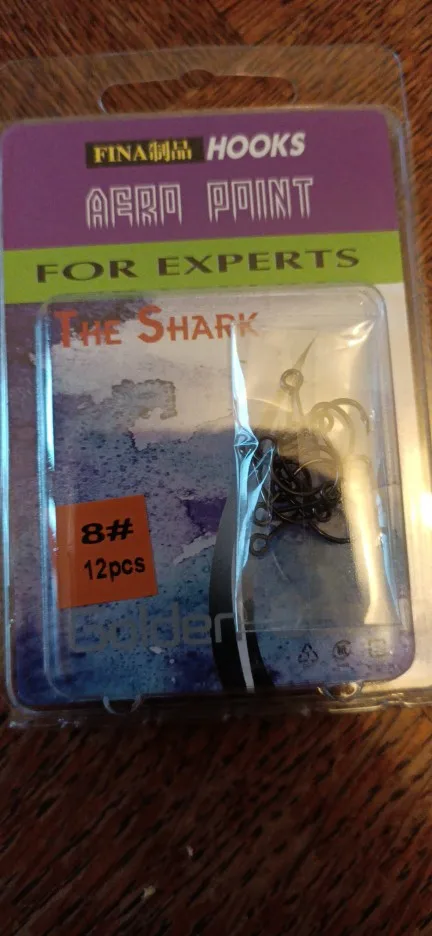 FINA制品 HOOKS
AERO POINT
FOR EXPERTS
THE SHARK
8#
12pcs
Golden